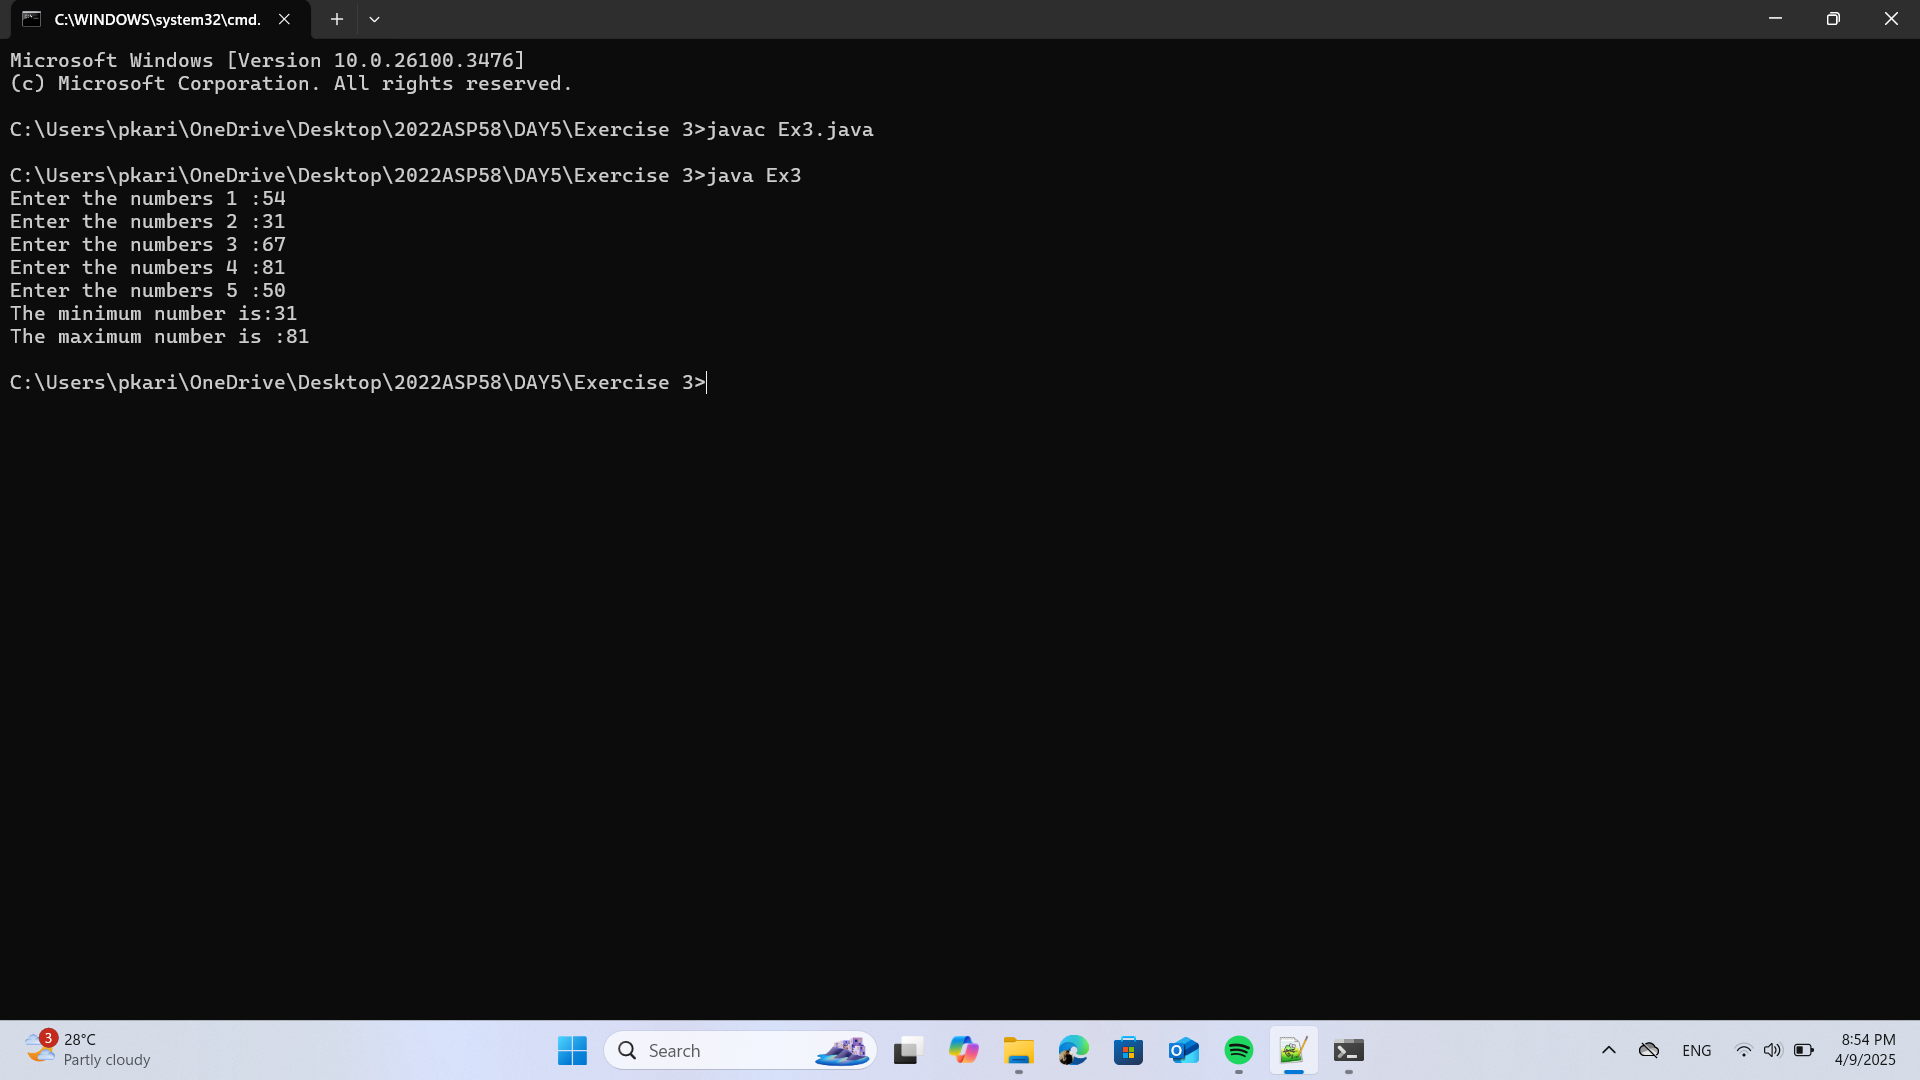 C:\WINDOWS\system32\cmd.
Microsoft Windows [Version 10.0.26100.3476]
(c) Microsoft Corporation. All rights reserved.
C:\Users\pkari\OneDrive\Desktop\2022ASP58\DAY5\Exercise 3>javac Ex3.java
C:\Users\pkari\OneDrive\Desktop\2022ASP58\DAY5\Exercise 3>java Ex3
Enter the numbers 1 :54
Enter the numbers 2 :31
Enter the numbers 3 :67
Enter the numbers 4 :81
Enter the numbers 5 :50
The minimum number is:31
The maximum number is :81
C:\Users\pkari\OneDrive\Desktop\2022ASP58\DAY5\Exercise 3>
3
28°C
Partly cloudy
Search
ENG
8:54 PM
4/9/2025